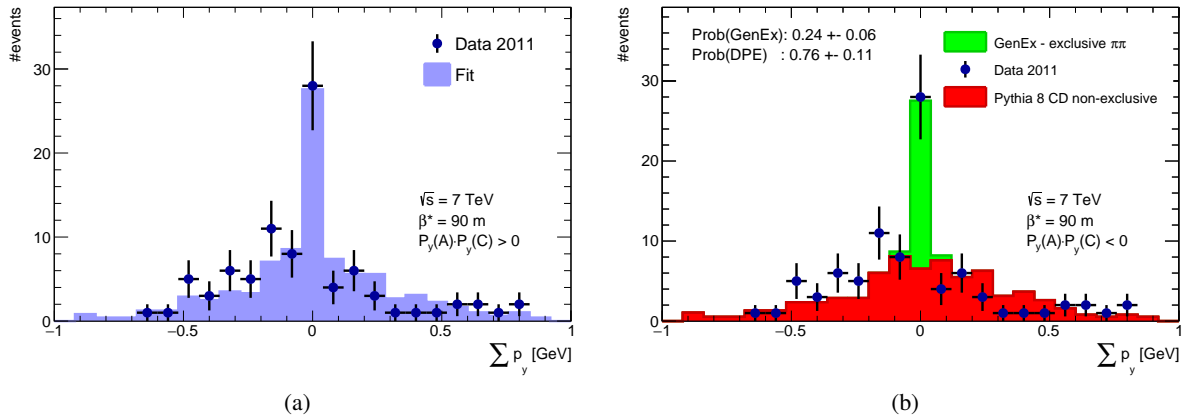 #events
30
20
10
0
Data 2011
Fit
√s = 7 TeV
β* = 90 m
P_y(A)·P_y(C) > 0
−1 −0.5 0 0.5 1
∑ p_y [GeV]
(a)
#events
30
20
10
0
Prob(GenEx): 0.24 +- 0.06
Prob(DPE) : 0.76 +- 0.11
GenEx - exclusive ππ
Data 2011
Pythia 8 CD non-exclusive
√s = 7 TeV
β* = 90 m
P_y(A)·P_y(C) < 0
−1 −0.5 0 0.5 1
∑ p_y [GeV]
(b)